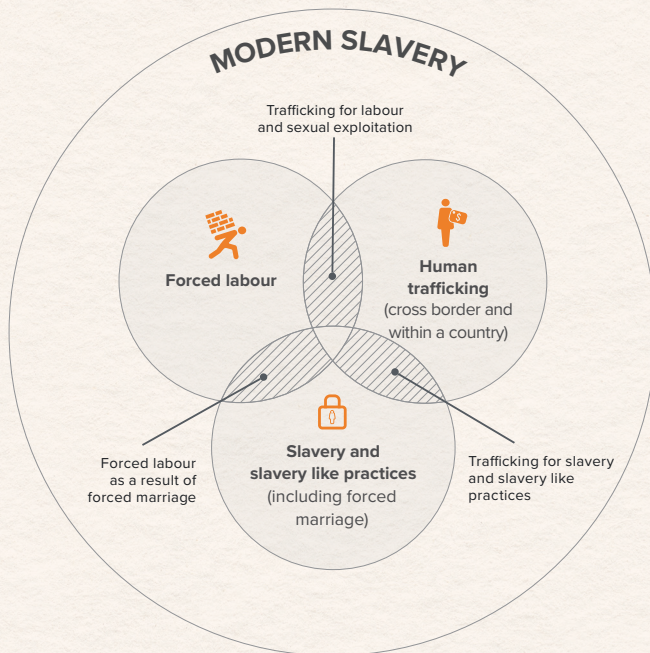 MODERN SLAVERY
Trafficking for labour
and sexual exploitation
Forced labour
$
Human
trafficking
(cross border and
within a country)
Slavery and
slavery like practices
(including forced
marriage)
Forced labour
as a result of
forced marriage
Trafficking for slavery
and slavery like
practices